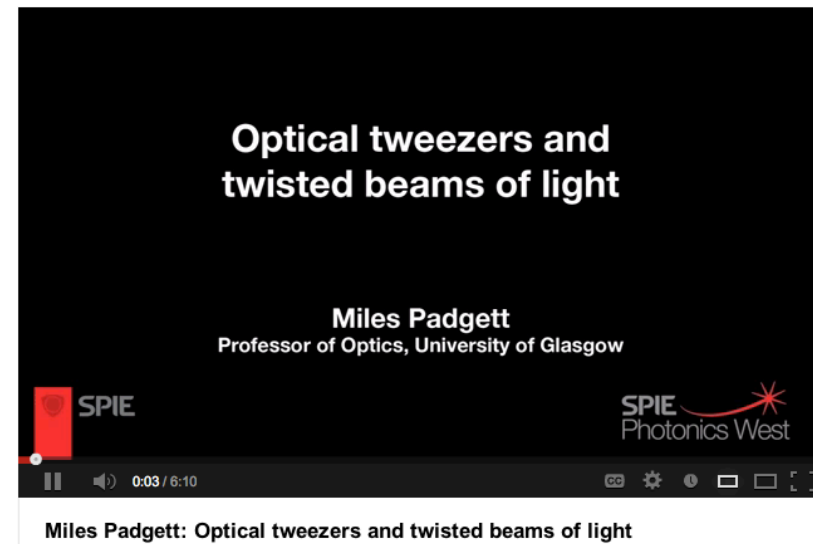 Optical tweezers and
twisted beams of light
Miles Padgett
Professor of Optics, University of Glasgow
SPIE
SPIE
Photonics West
0:03 / 6:10
CC
Miles Padgett: Optical tweezers and twisted beams of light